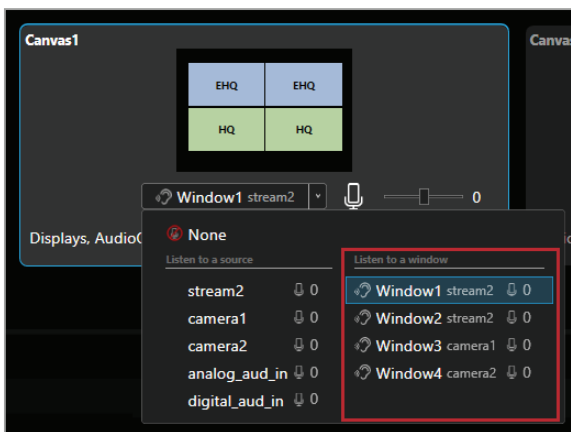 Canvas1
Canva
EHQ EHQ
HQ HQ
Window1 stream2 0
Displays, Audio
None
Listen to a source
stream2 0
camera1 0
camera2 0
analog_aud_in 0
digital_aud_in 0
Listen to a window
Window1 stream2 0
Window2 stream2 0
Window3 camera1 0
Window4 camera2 0